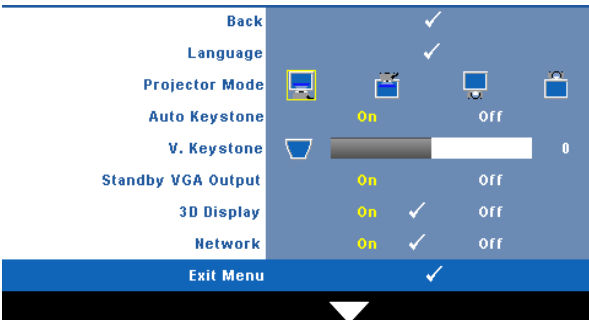 Back ✓
Language ✓
Projector Mode
Auto Keystone On Off
V. Keystone 0
Standby VGA Output On Off
3D Display On ✓ Off
Network On ✓ Off
Exit Menu ✓